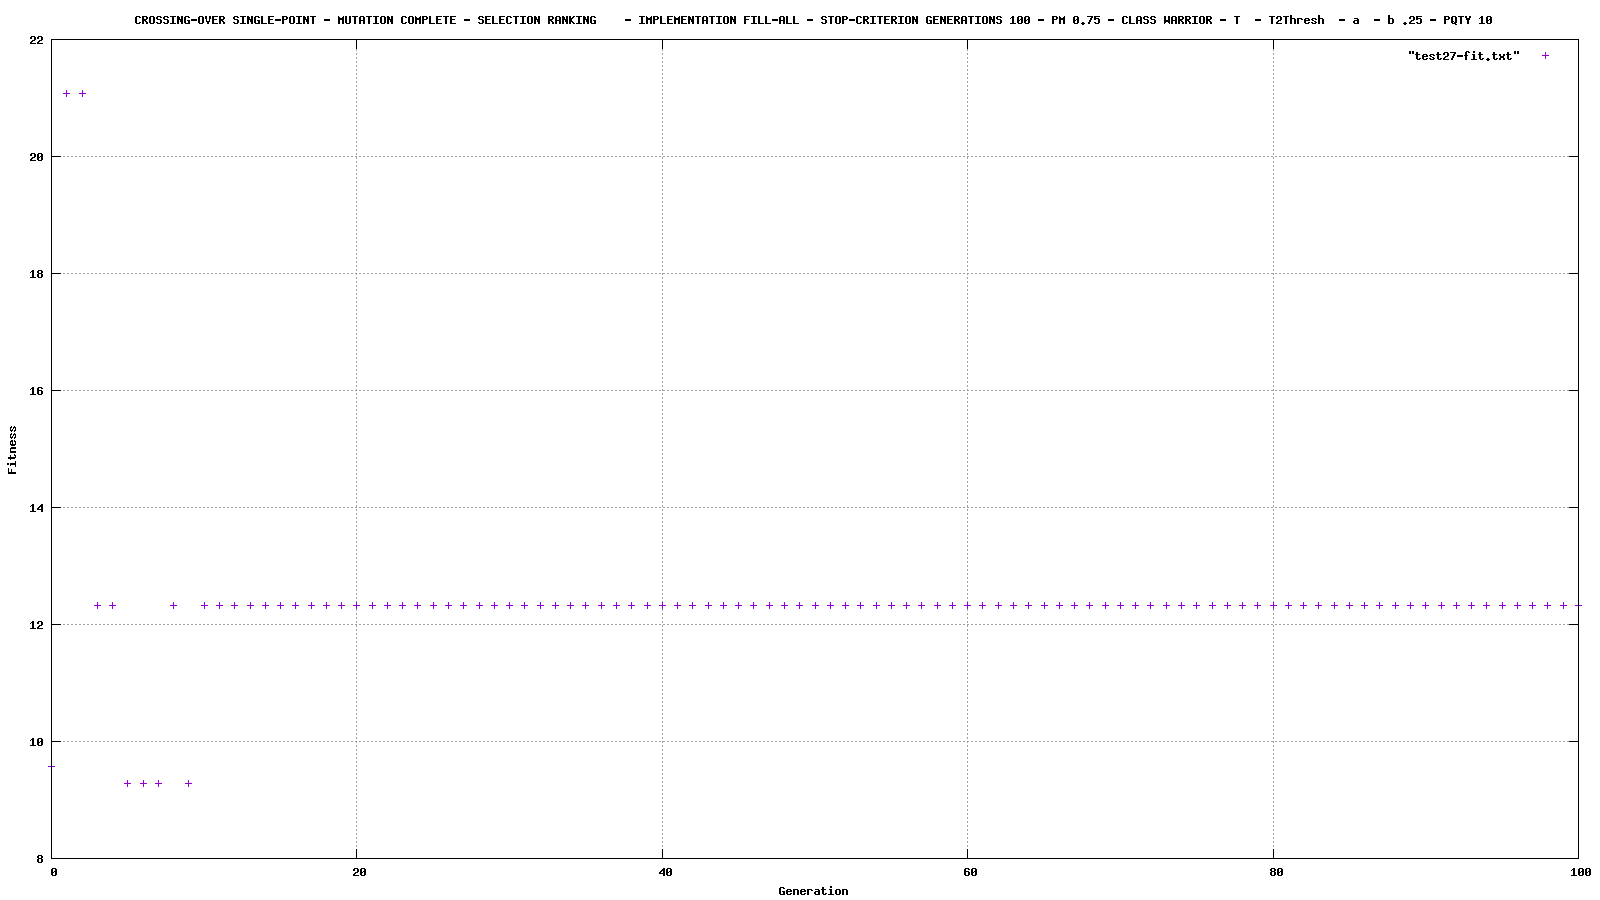 CROSSING-OVER SINGLE-POINT - MUTATION COMPLETE - SELECTION RANKING    - IMPLEMENTATION FILL-ALL - STOP-CRITERION GENERATIONS 100 - PM 0.75 - CLASS WARRIOR - T  - T2Thresh  - a  - b .25 - PQTY 10
"test27-fit.txt"
22
20
18
16
14
12
10
8
Fitness
0 20 40 60 80 100
Generation